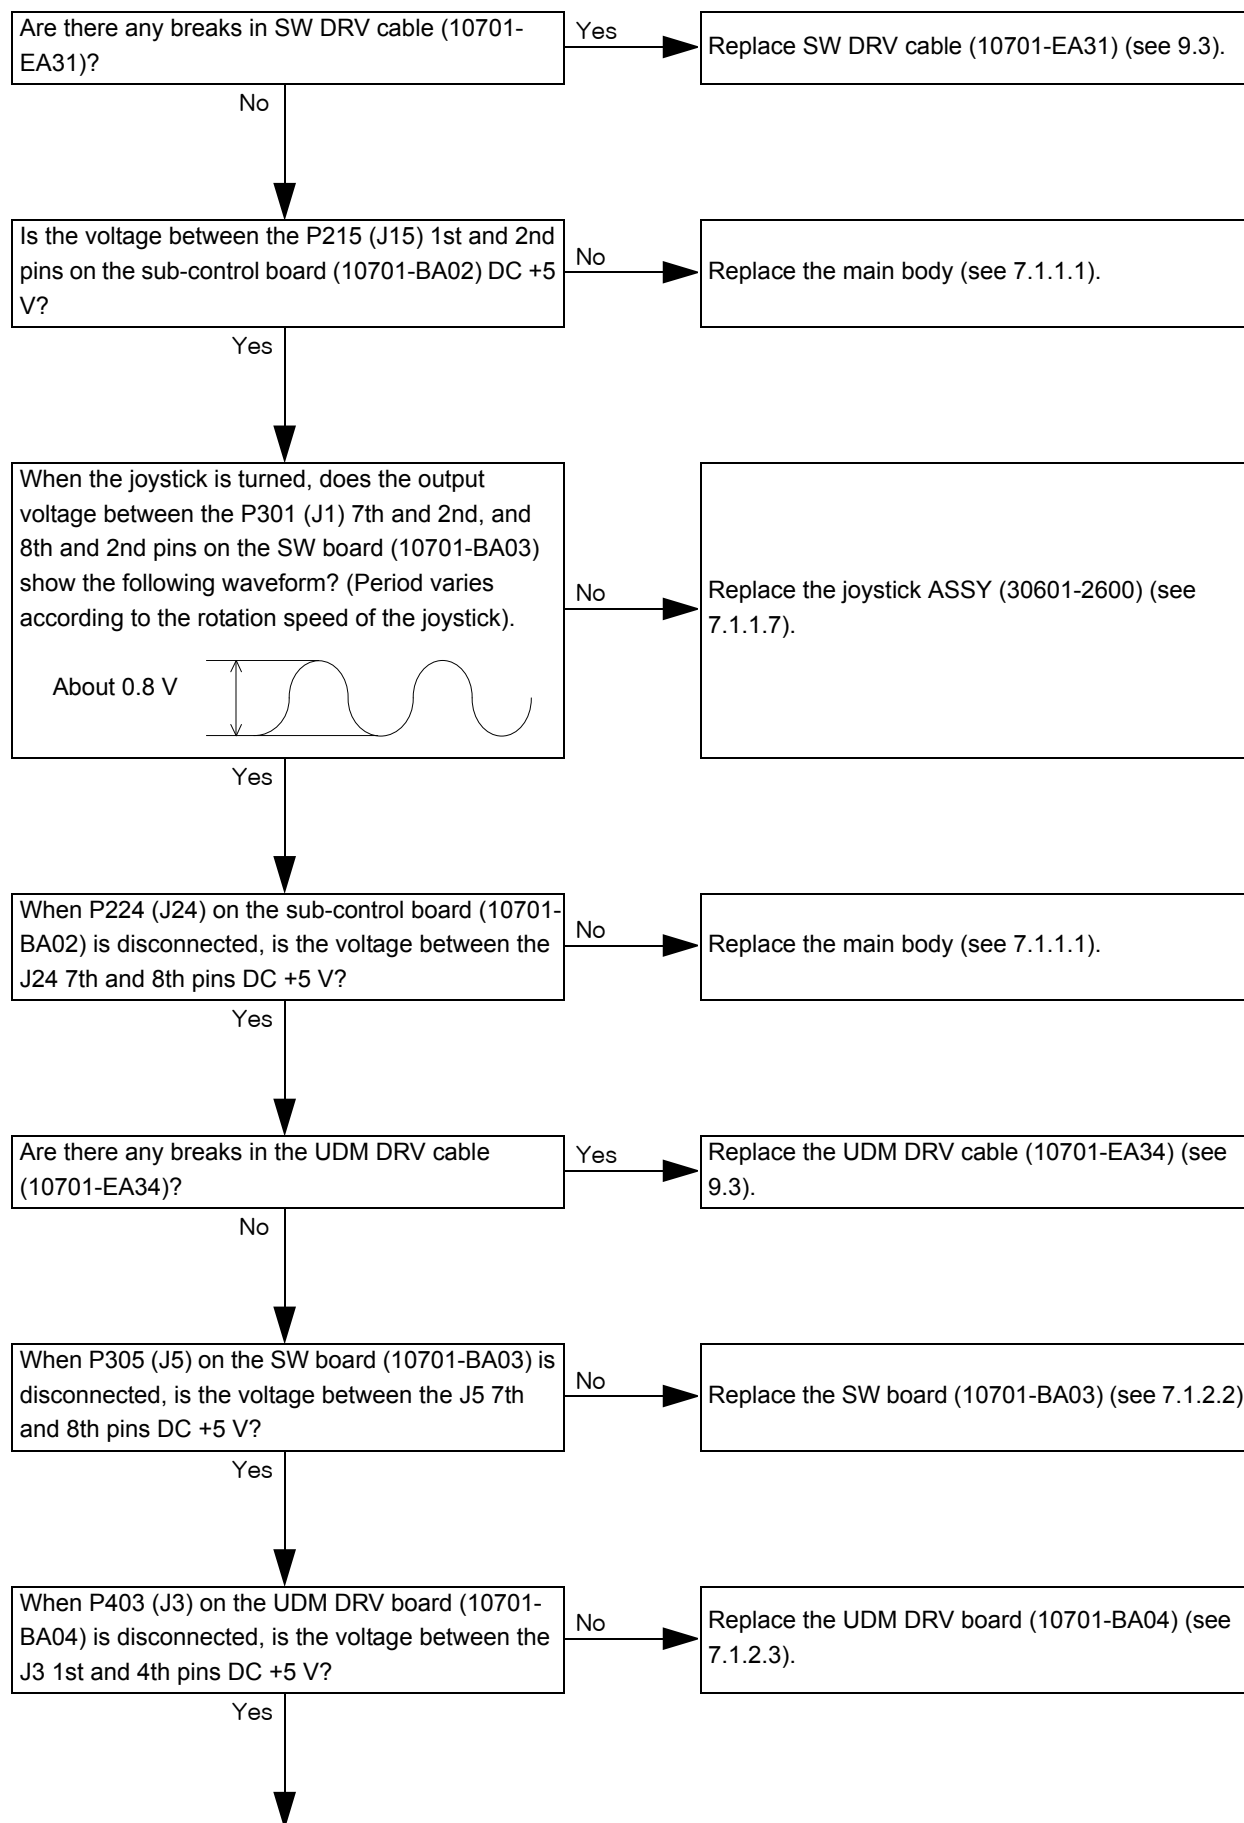 Are there any breaks in SW DRV cable (10701-
EA31)?
Yes
Replace SW DRV cable (10701-EA31) (see 9.3).
No
Is the voltage between the P215 (J15) 1st and 2nd
pins on the sub-control board (10701-BA02) DC +5
V?
No
Replace the main body (see 7.1.1.1).
Yes
When the joystick is turned, does the output
voltage between the P301 (J1) 7th and 2nd, and
8th and 2nd pins on the SW board (10701-BA03)
show the following waveform? (Period varies
according to the rotation speed of the joystick).
About 0.8 V
No
Replace the joystick ASSY (30601-2600) (see
7.1.1.7).
Yes
When P224 (J24) on the sub-control board (10701-
BA02) is disconnected, is the voltage between the
J24 7th and 8th pins DC +5 V?
No
Replace the main body (see 7.1.1.1).
Yes
Are there any breaks in the UDM DRV cable
(10701-EA34)?
Yes
Replace the UDM DRV cable (10701-EA34) (see
9.3).
No
When P305 (J5) on the SW board (10701-BA03) is
disconnected, is the voltage between the J5 7th
and 8th pins DC +5 V?
No
Replace the SW board (10701-BA03) (see 7.1.2.2)
Yes
When P403 (J3) on the UDM DRV board (10701-
BA04) is disconnected, is the voltage between the
J3 1st and 4th pins DC +5 V?
No
Replace the UDM DRV board (10701-BA04) (see
7.1.2.3).
Yes